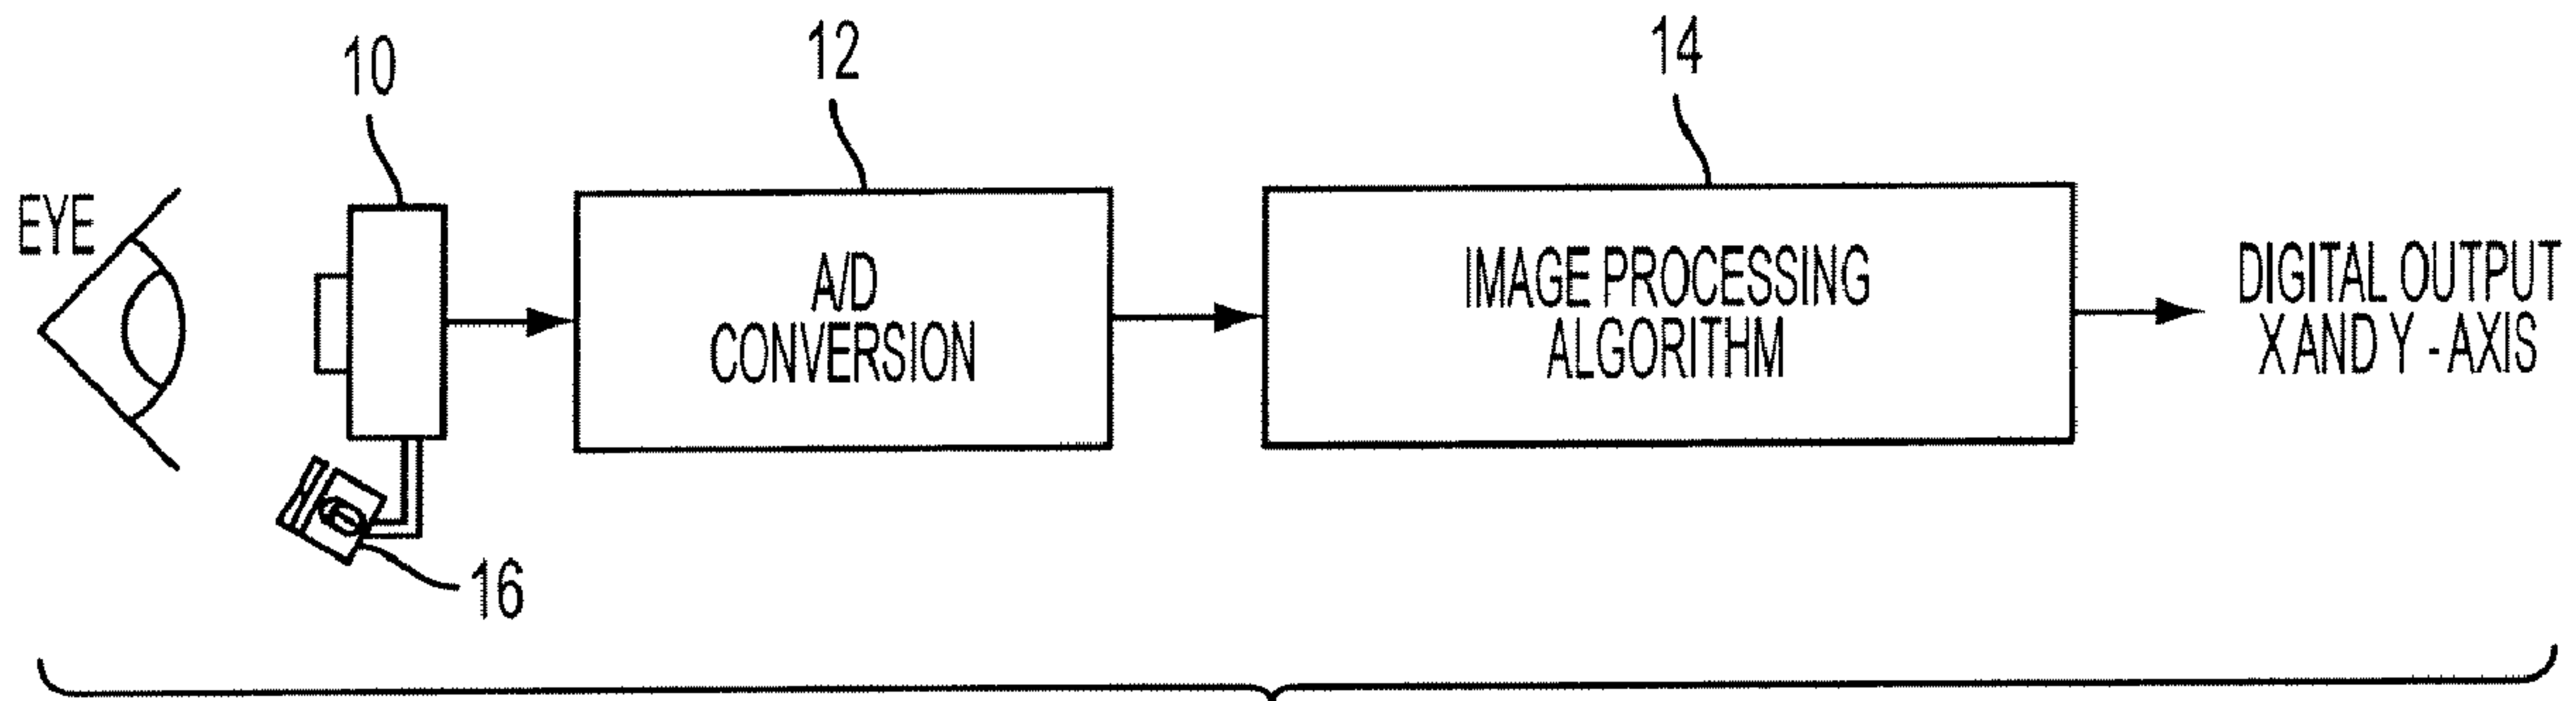 10
12
14
EYE
A/D
CONVERSION
IMAGE PROCESSING
ALGORITHM
DIGITAL OUTPUT
X AND Y - AXIS
16